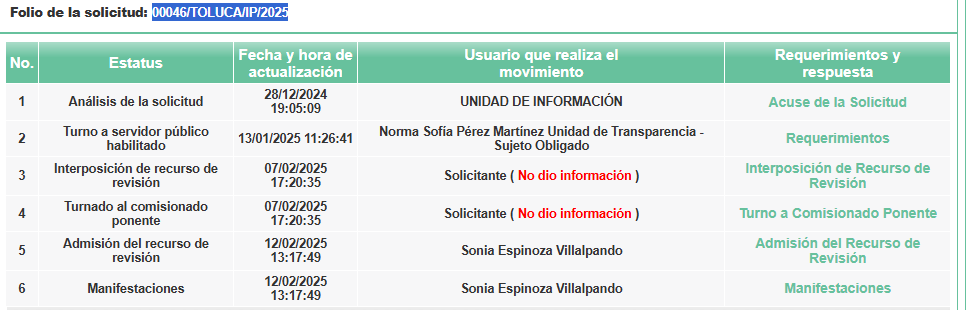 Folio de la solicitud: 00046/TOLUCA/IP/2025
No. Estatus Fecha y hora de actualización Usuario que realiza el movimiento Requerimientos y respuesta
1 Análisis de la solicitud 28/12/2024 19:05:09 UNIDAD DE INFORMACIÓN Acuse de la Solicitud
2 Turno a servidor público habilitado 13/01/2025 11:26:41 Norma Sofía Pérez Martínez Unidad de Transparencia - Sujeto Obligado Requerimientos
3 Interposición de recurso de revisión 07/02/2025 17:20:35 Solicitante ( No dio información ) Interposición de Recurso de Revisión
4 Turnado al comisionado ponente 07/02/2025 17:20:35 Solicitante ( No dio información ) Turno a Comisionado Ponente
5 Admisión del recurso de revisión 12/02/2025 13:17:49 Sonia Espinoza Villalpando Admisión del Recurso de Revisión
6 Manifestaciones 12/02/2025 13:17:49 Sonia Espinoza Villalpando Manifestaciones